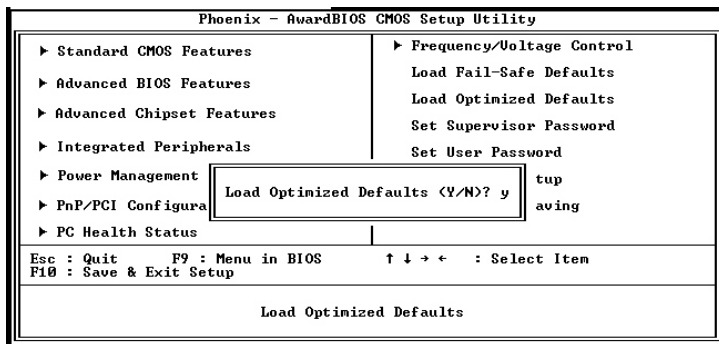 Phoenix - AwardBIOS CMOS Setup Utility
▶ Standard CMOS Features
▶ Advanced BIOS Features
▶ Advanced Chipset Features
▶ Integrated Peripherals
▶ Power Management
▶ PnP/PCI Configura
▶ PC Health Status
▶ Frequency/Voltage Control
Load Fail-Safe Defaults
Load Optimized Defaults
Set Supervisor Password
Set User Password
tup
aving
Load Optimized Defaults (Y/N)? y
Esc : Quit F9 : Menu in BIOS ↑ ↓ → ← : Select Item
F10 : Save & Exit Setup
Load Optimized Defaults